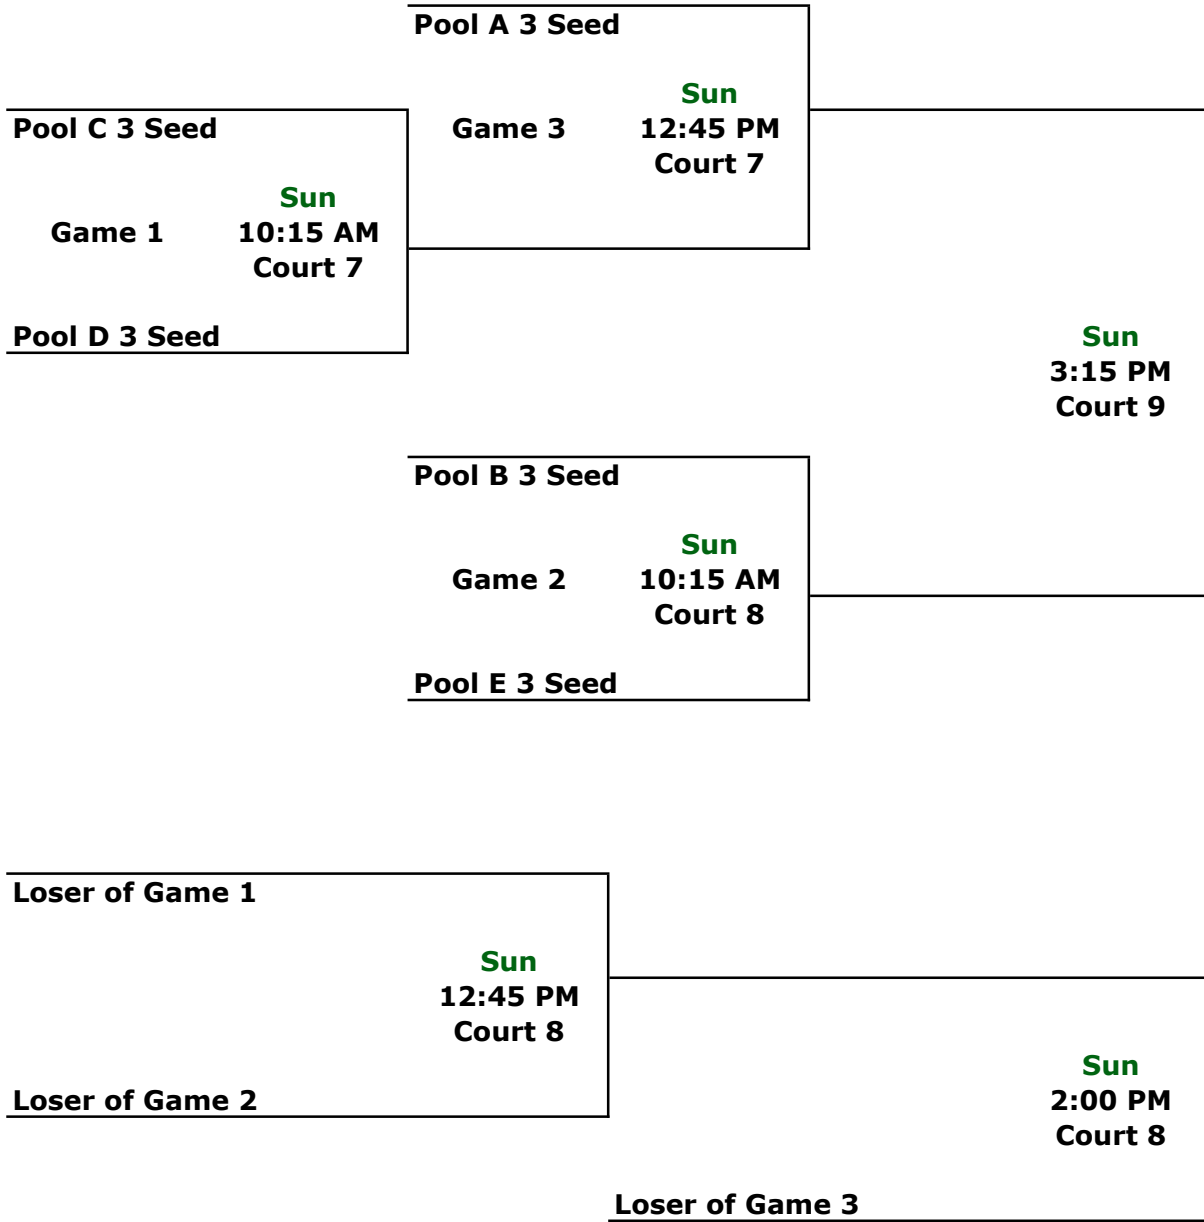 Pool A 3 Seed
Sun
Pool C 3 Seed
Game 3
12:45 PM
Court 7
Sun
Game 1
10:15 AM
Court 7
Pool D 3 Seed
Sun
3:15 PM
Court 9
Pool B 3 Seed
Sun
Game 2
10:15 AM
Court 8
Pool E 3 Seed
Loser of Game 1
Sun
12:45 PM
Court 8
Sun
Loser of Game 2
2:00 PM
Court 8
Loser of Game 3